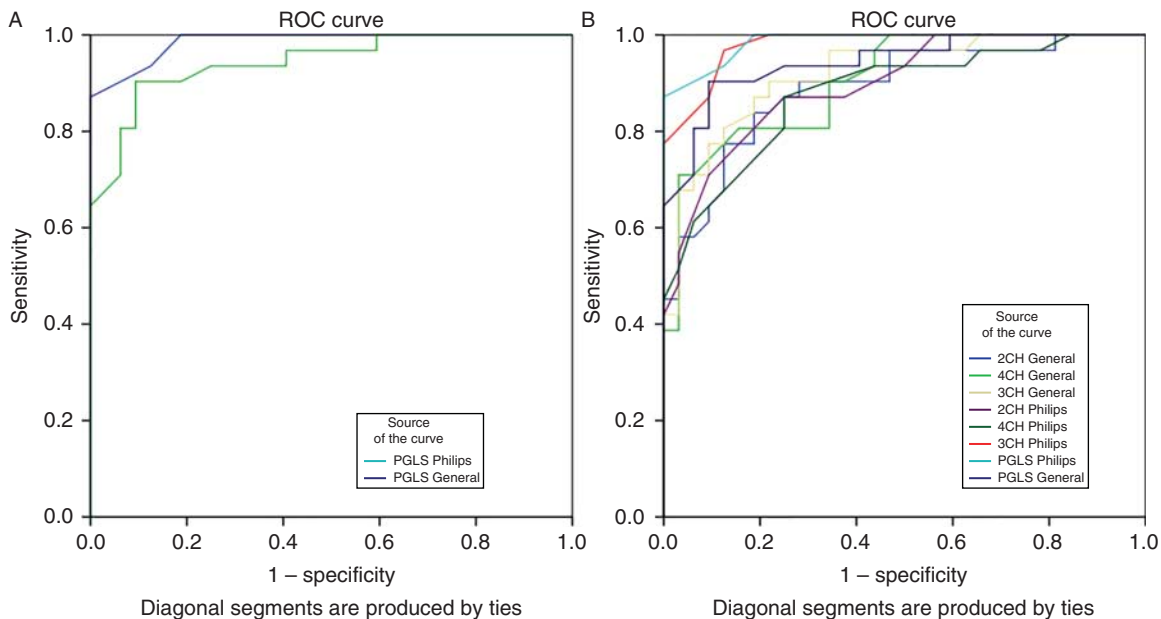 A
ROC curve
Sensitivity
1.0
0.8
0.6
0.4
0.2
0.0
0.0 0.2 0.4 0.6 0.8 1.0
1 – specificity
Diagonal segments are produced by ties
Source
of the curve
PGLS Philips
PGLS General
B
ROC curve
Sensitivity
1.0
0.8
0.6
0.4
0.2
0.0
0.0 0.2 0.4 0.6 0.8 1.0
1 – specificity
Diagonal segments are produced by ties
Source
of the curve
2CH General
4CH General
3CH General
2CH Philips
4CH Philips
3CH Philips
PGLS Philips
PGLS General